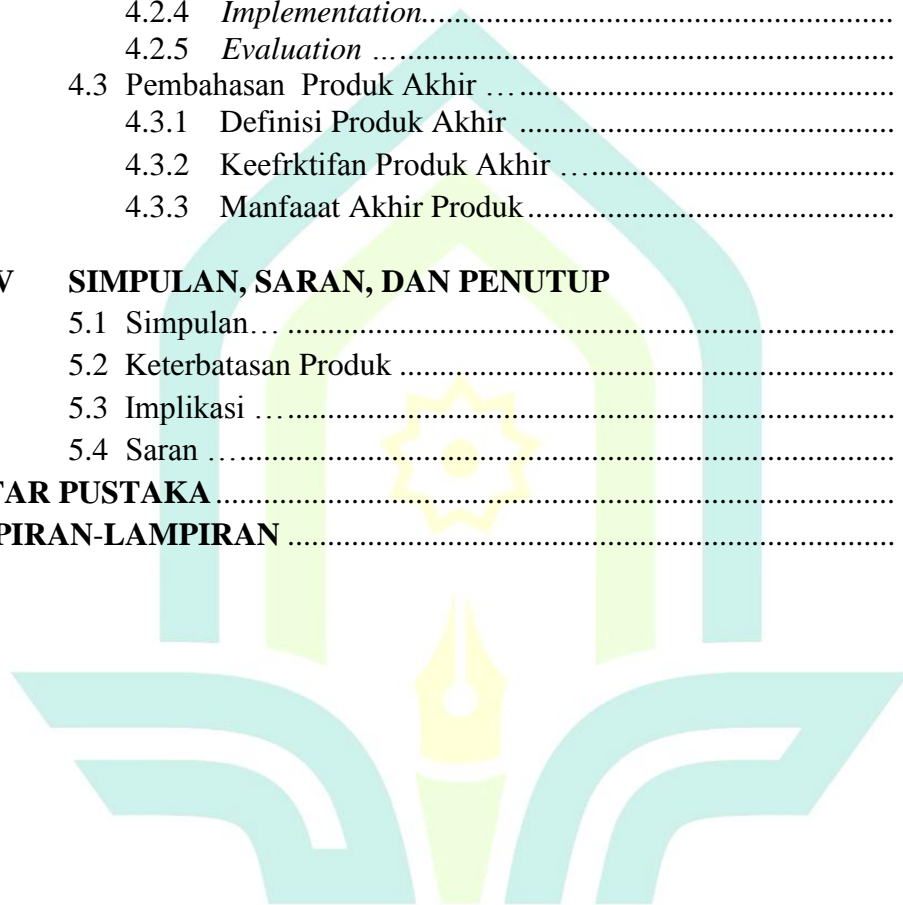 4.2.4 Implementation................................................................
4.2.5 Evaluation ...................................................................
4.3 Pembahasan Produk Akhir ...................................................
4.3.1 Definisi Produk Akhir ..................................................
4.3.2 Keefrktifan Produk Akhir .............................................
4.3.3 Manfaaat Akhir Produk................................................
V SIMPULAN, SARAN, DAN PENUTUP
5.1 Simpulan… ................................................................................
5.2 Keterbatasan Produk ..................................................................
5.3 Implikasi …................................................................................
5.4 Saran …......................................................................................
TAR PUSTAKA ..........................................................................................
PIRAN-LAMPIRAN ................................................................................